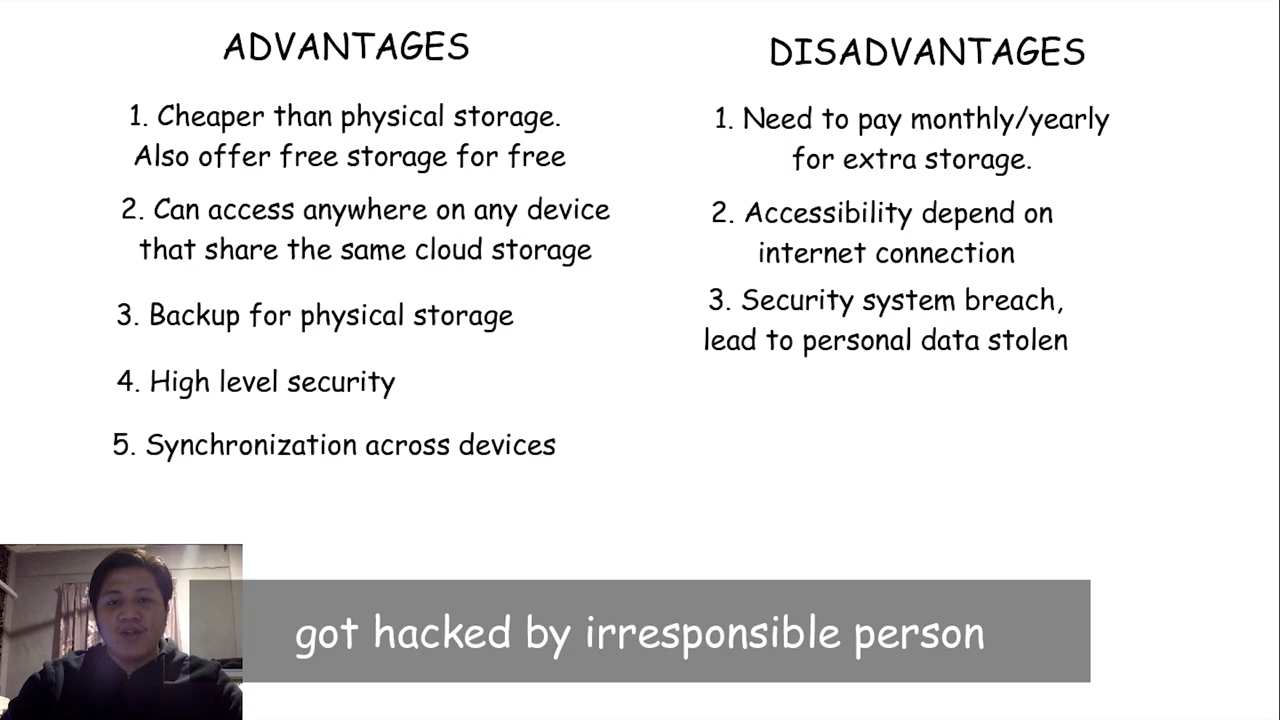 ADVANTAGES
1. Cheaper than physical storage.
Also offer free storage for free
2. Can access anywhere on any device
that share the same cloud storage
3. Backup for physical storage
4. High level security
5. Synchronization across devices
DISADVANTAGES
1. Need to pay monthly/yearly
for extra storage.
2. Accessibility depend on
internet connection
3. Security system breach,
lead to personal data stolen
got hacked by irresponsible person